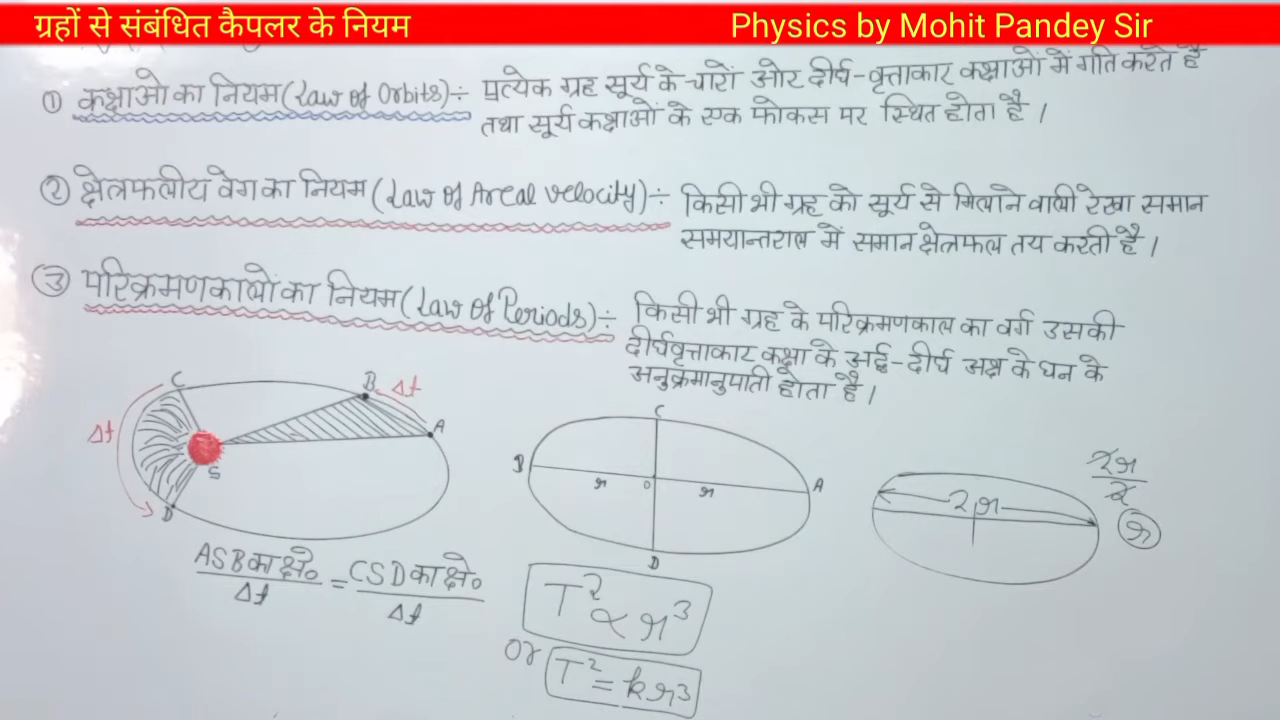 ग्रहों से संबंधित कैपलर के नियम
Physics by Mohit Pandey Sir
① कक्षाओ का नियम (Law of Orbits) ÷ प्रत्येक ग्रह सूर्य के चारों ओर दीर्घ-वृत्ताकार कक्षाओं में गति करते है
तथा सूर्य कक्षाओं के एक फोकस पर स्थित होता है।
② क्षेत्रफलीय वेग का नियम (Law of Areal velocity) ÷ किसी भी ग्रह को सूर्य से मिलाने वाली रेखा समान
समयान्तराल में समान क्षेत्रफल तय करती है।
③ परिक्रमणकालो का नियम (Law of Periods) ÷ किसी भी ग्रह के परिक्रमणकाल का वर्ग उसकी
दीर्घवृत्ताकार कक्षा के अर्द्ध-दीर्घ अक्ष के घन के
अनुक्रमानुपाती होता है।
C
B
Δt
A
Δt
S
D
ASB का क्षे०/Δt = CSD का क्षे०/Δt
C
B
r
O
r
A
D
T² ∝ r³
or
T² = kr³
2r
2r/2
r